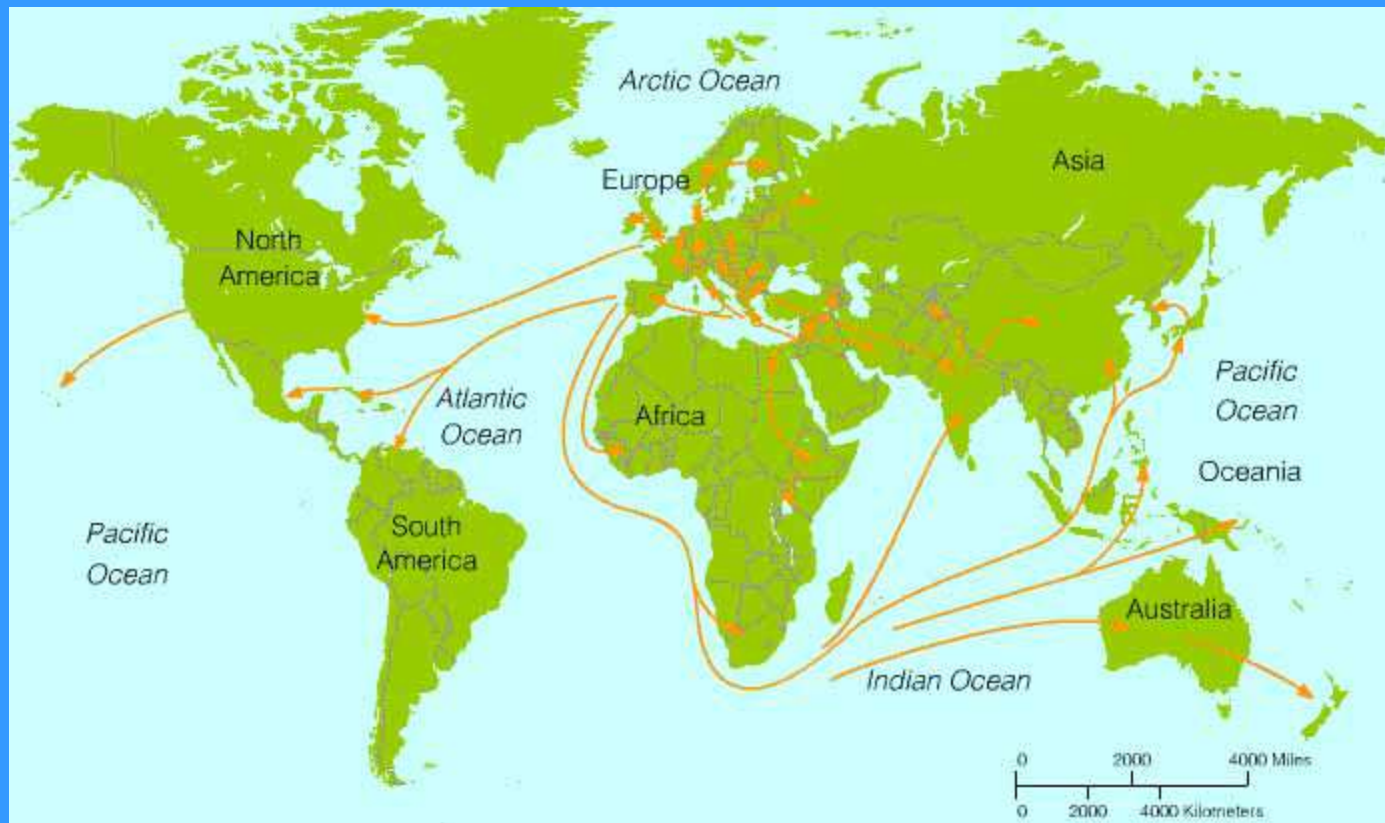 Arctic Ocean
Asia
Europe
North
America
Pacific
Ocean
Atlantic
Ocean
Africa
Oceania
South
America
Pacific
Ocean
Australia
Indian Ocean
0 2000 4000 Miles
0 2000 4000 Kilometers